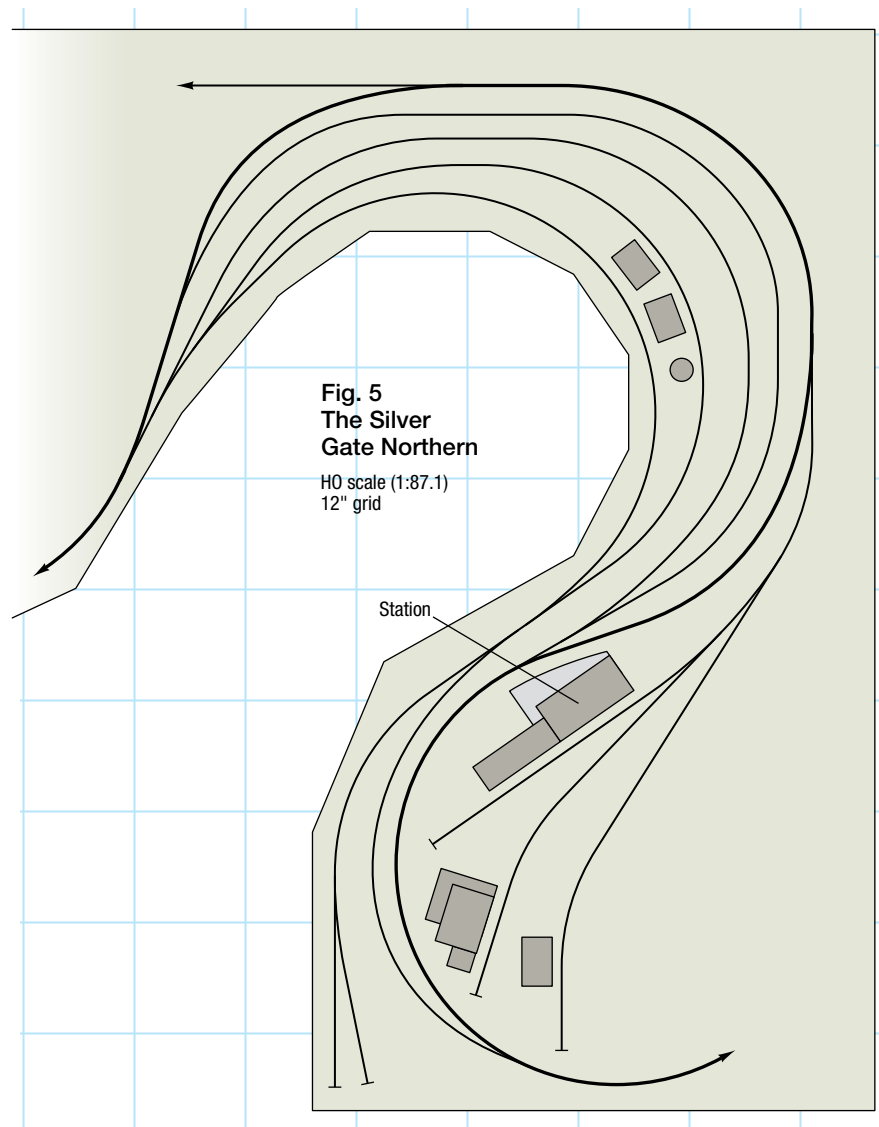 Fig. 5
The Silver
Gate Northern
HO scale (1:87.1)
12" grid
Station